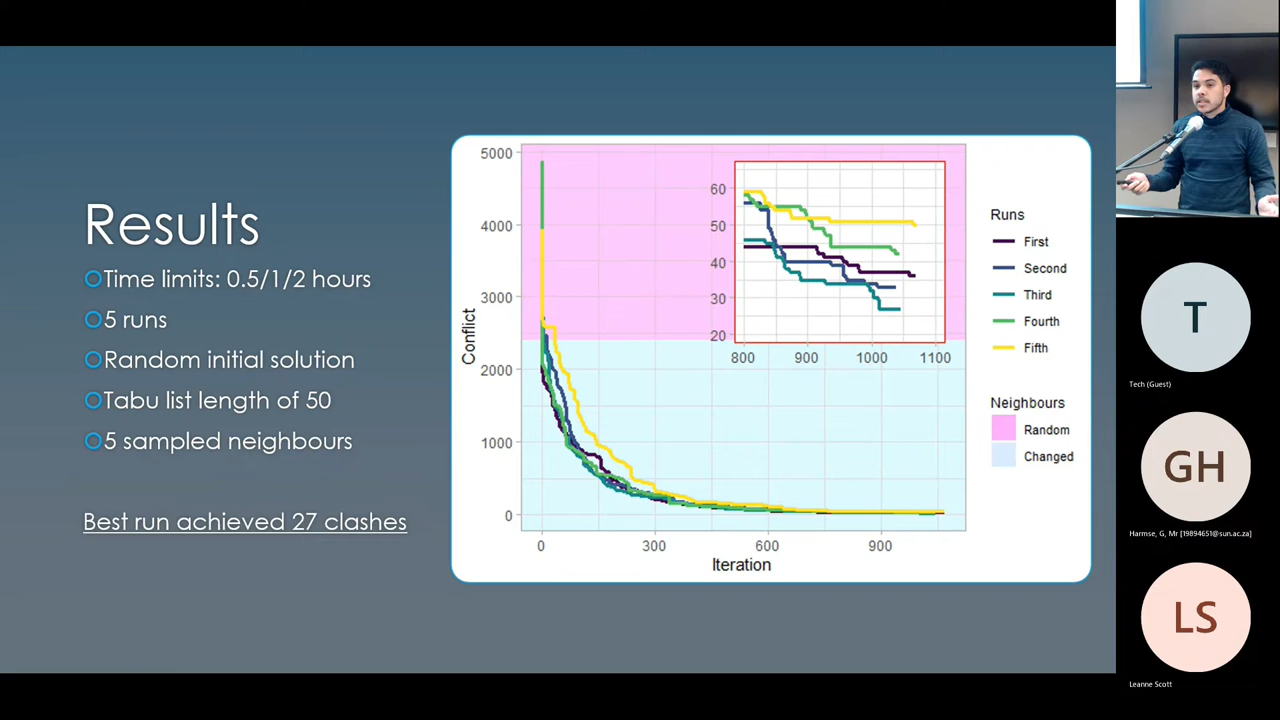 Results
Time limits: 0.5/1/2 hours
5 runs
Random initial solution
Tabu list length of 50
5 sampled neighbours
Best run achieved 27 clashes
5000
4000
3000
2000
1000
0
Conflict
0 300 600 900
Iteration
60
50
40
30
20
800 900 1000 1100
Runs
First
Second
Third
Fourth
Fifth
Neighbours
Random
Changed
T
Tech (Guest)
GH
Harmse, G, Mr [19894651@sun.ac.za]
LS
Leanne Scott